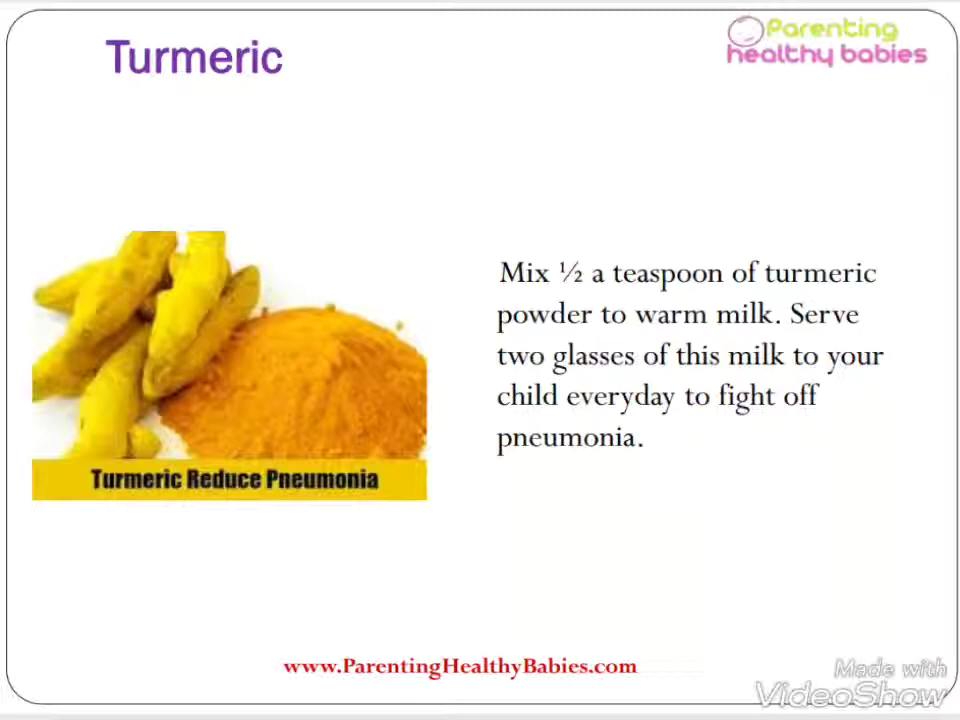 Turmeric
Parenting
healthy babies
Mix ½ a teaspoon of turmeric
powder to warm milk. Serve
two glasses of this milk to your
child everyday to fight off
pneumonia.
Turmeric Reduce Pneumonia
www.ParentingHealthyBabies.com
Made with
VideoShow